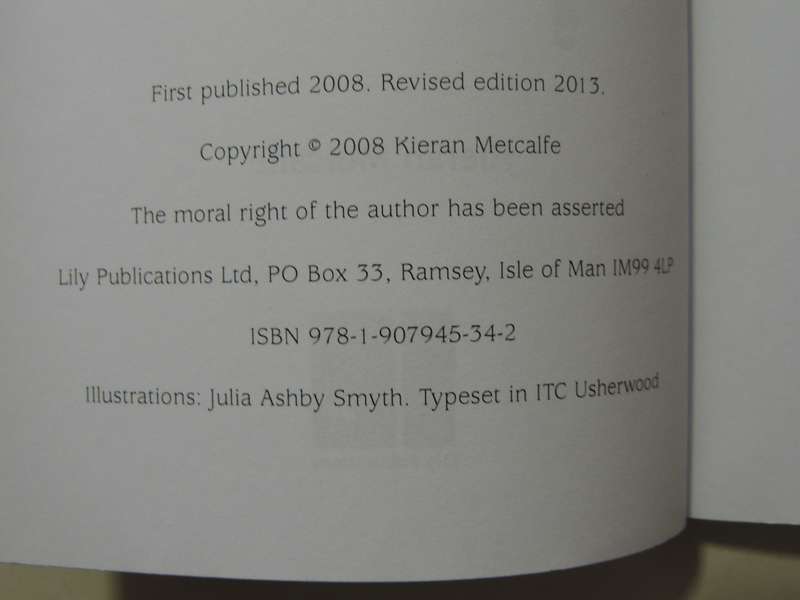 First published 2008. Revised edition 2013.
Copyright © 2008 Kieran Metcalfe
The moral right of the author has been asserted
Lily Publications Ltd, PO Box 33, Ramsey, Isle of Man IM99 4LP
ISBN 978-1-907945-34-2
Illustrations: Julia Ashby Smyth. Typeset in ITC Usherwood